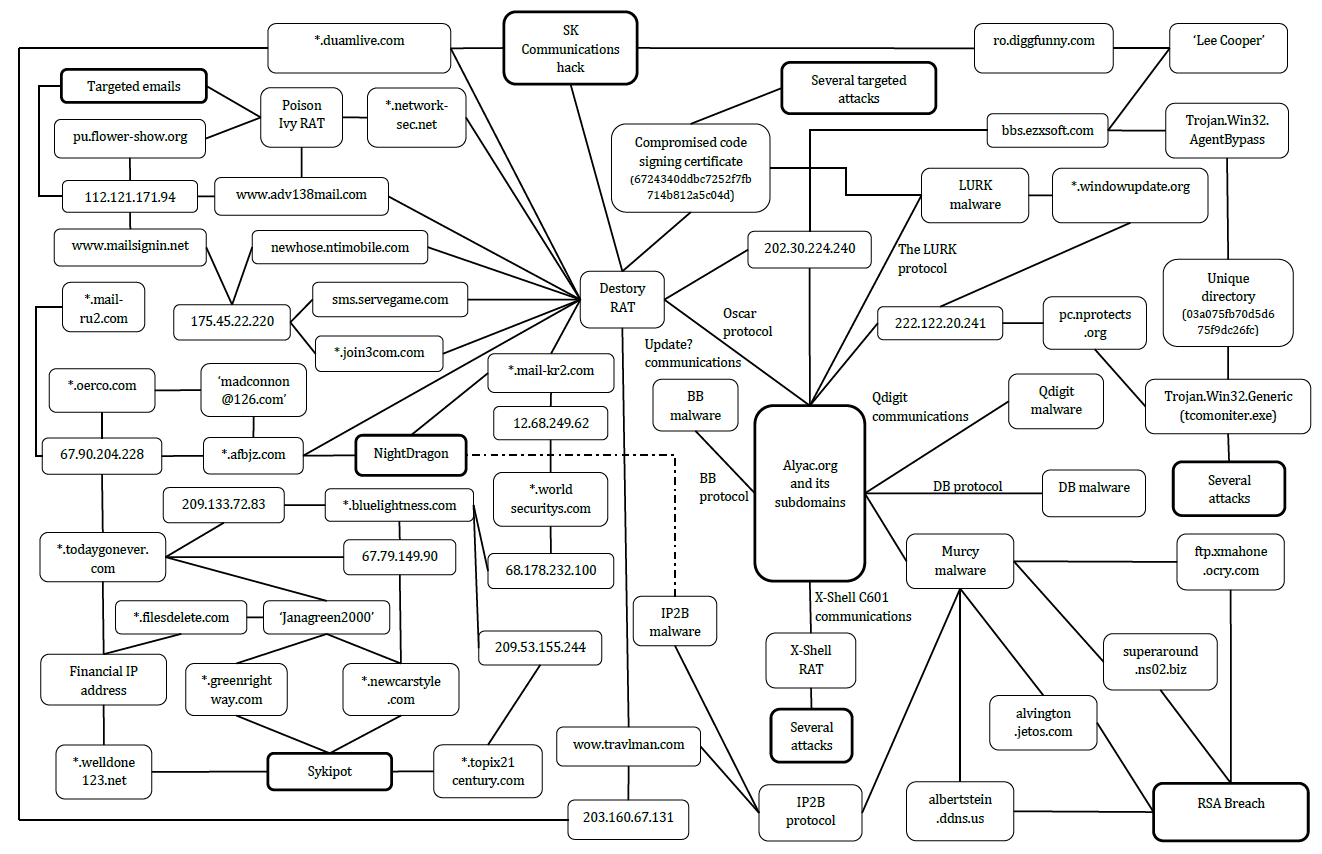 *.duamlive.com
SK
Communications
hack
ro.diggfunny.com
‘Lee Cooper’
Targeted emails
Several targeted
attacks
Poison
Ivy RAT
*.network-
sec.net
pu.flower-show.org
Compromised code
signing certificate
(6724340ddbc7252f7fb
714b812a5c04d)
bbs.ezxsoft.com
Trojan.Win32.
AgentBypass
112.121.171.94
www.adv138mail.com
LURK
malware
*.windowupdate.org
www.mailsignin.net
newhose.ntimobile.com
202.30.224.240
The LURK
protocol
*.mail-
ru2.com
175.45.22.220
sms.servegame.com
Destory
RAT
Oscar
protocol
222.122.20.241
pc.nprotects
.org
Unique
directory
(03a075fb70d5d6
75f9dc26fc)
*.join3com.com
Update?
communications
*.oerco.com
‘madconnon
@126.com’
*.mail-kr2.com
BB
malware
Qdigit
communications
Qdigit
malware
Trojan.Win32.Generic
(tcomoniter.exe)
12.68.249.62
67.90.204.228
*.afbjz.com
NightDragon
Alyac.org
and its
subdomains
BB
protocol
DB protocol
DB malware
Several
attacks
209.133.72.83
*.bluelightness.com
*.world
securitys.com
*.todaygonever.
com
67.79.149.90
68.178.232.100
Murcy
malware
ftp.xmahone
.ocry.com
*.filesdelete.com
‘Janagreen2000’
IP2B
malware
X-Shell C601
communications
209.53.155.244
X-Shell
RAT
superaround
.ns02.biz
Financial IP
address
*.greenright
way.com
*.newcarstyle
.com
alvington
.jetos.com
Several
attacks
wow.travlman.com
*.welldone
123.net
Sykipot
*.topix21
century.com
203.160.67.131
IP2B
protocol
albertstein
.ddns.us
RSA Breach